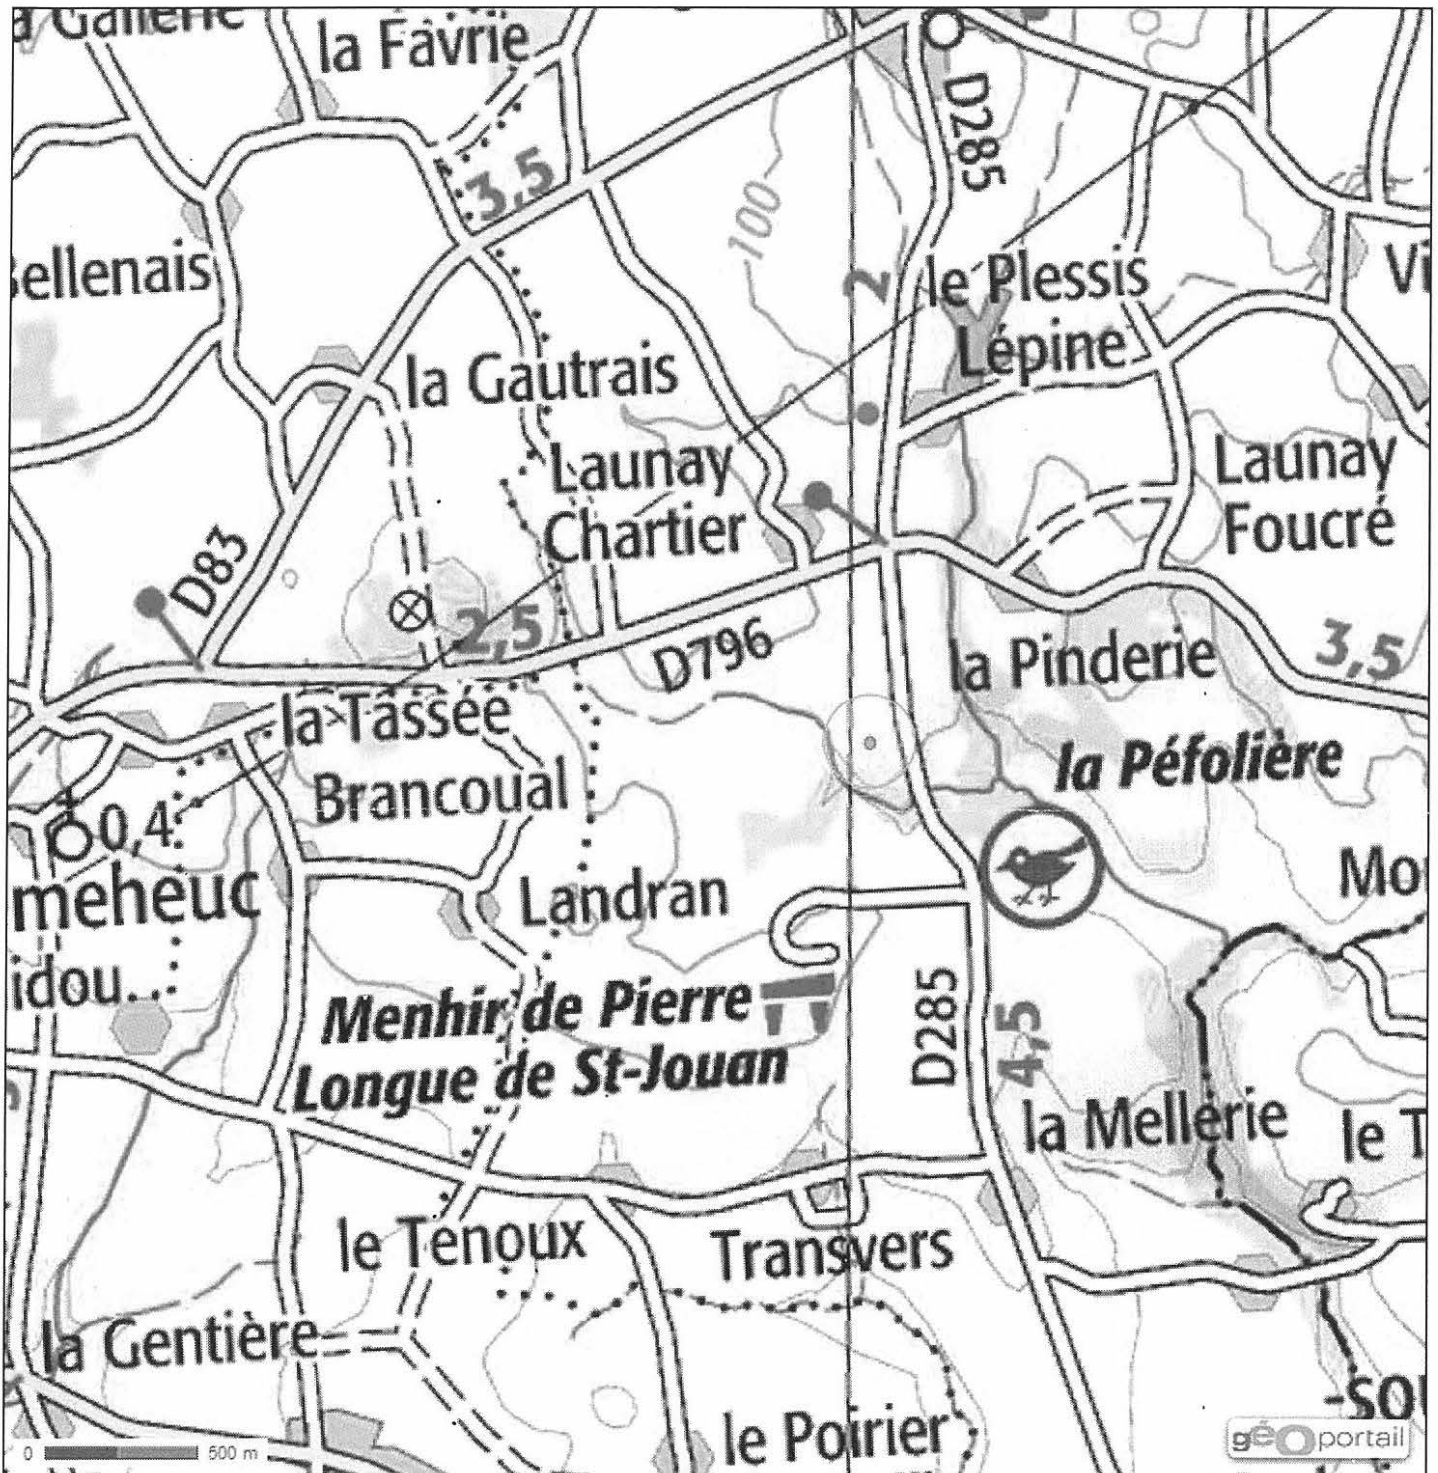 la Favrie
3,5
D285
100
Bellenais
2
le Plessis
Lépine
Vi
la Gautrais
Launay
Chartier
Launay
Foucré
D83
2,5
D796
la Pinderie
3,5
la Tassée
la Péfolière
Brancoual
0,4
meheuc
Landran
Mo
idou
Menhir de Pierre
Longue de St-Jouan
D285
4,5
la Mellerie
le T
le Tenoux
Transvers
la Gentière
-SOU
le Poirier
0 500 m
géoportail